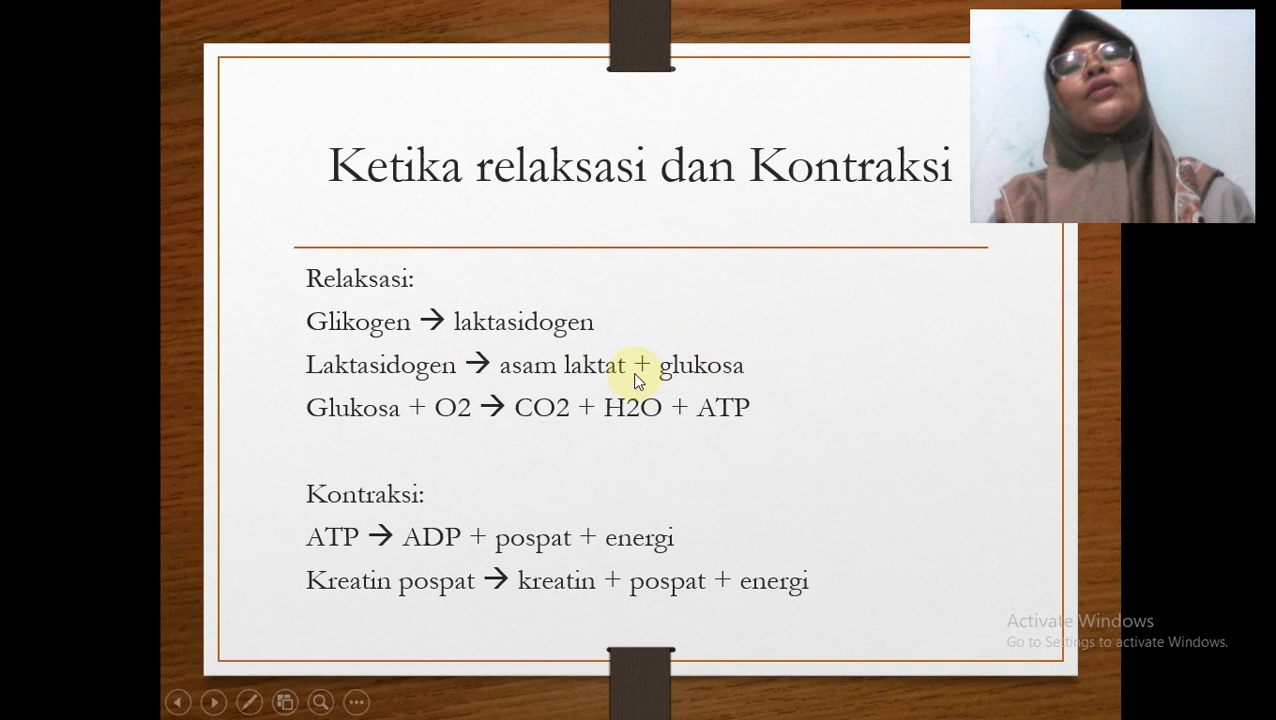 Ketika relaksasi dan Kontraksi
Relaksasi:
Glikogen → laktasidogen
Laktasidogen → asam laktat + glukosa
Glukosa + O2 → CO2 + H2O + ATP
Kontraksi:
ATP → ADP + pospat + energi
Kreatin pospat → kreatin + pospat + energi
Activate Windows
Go to Settings to activate Windows.